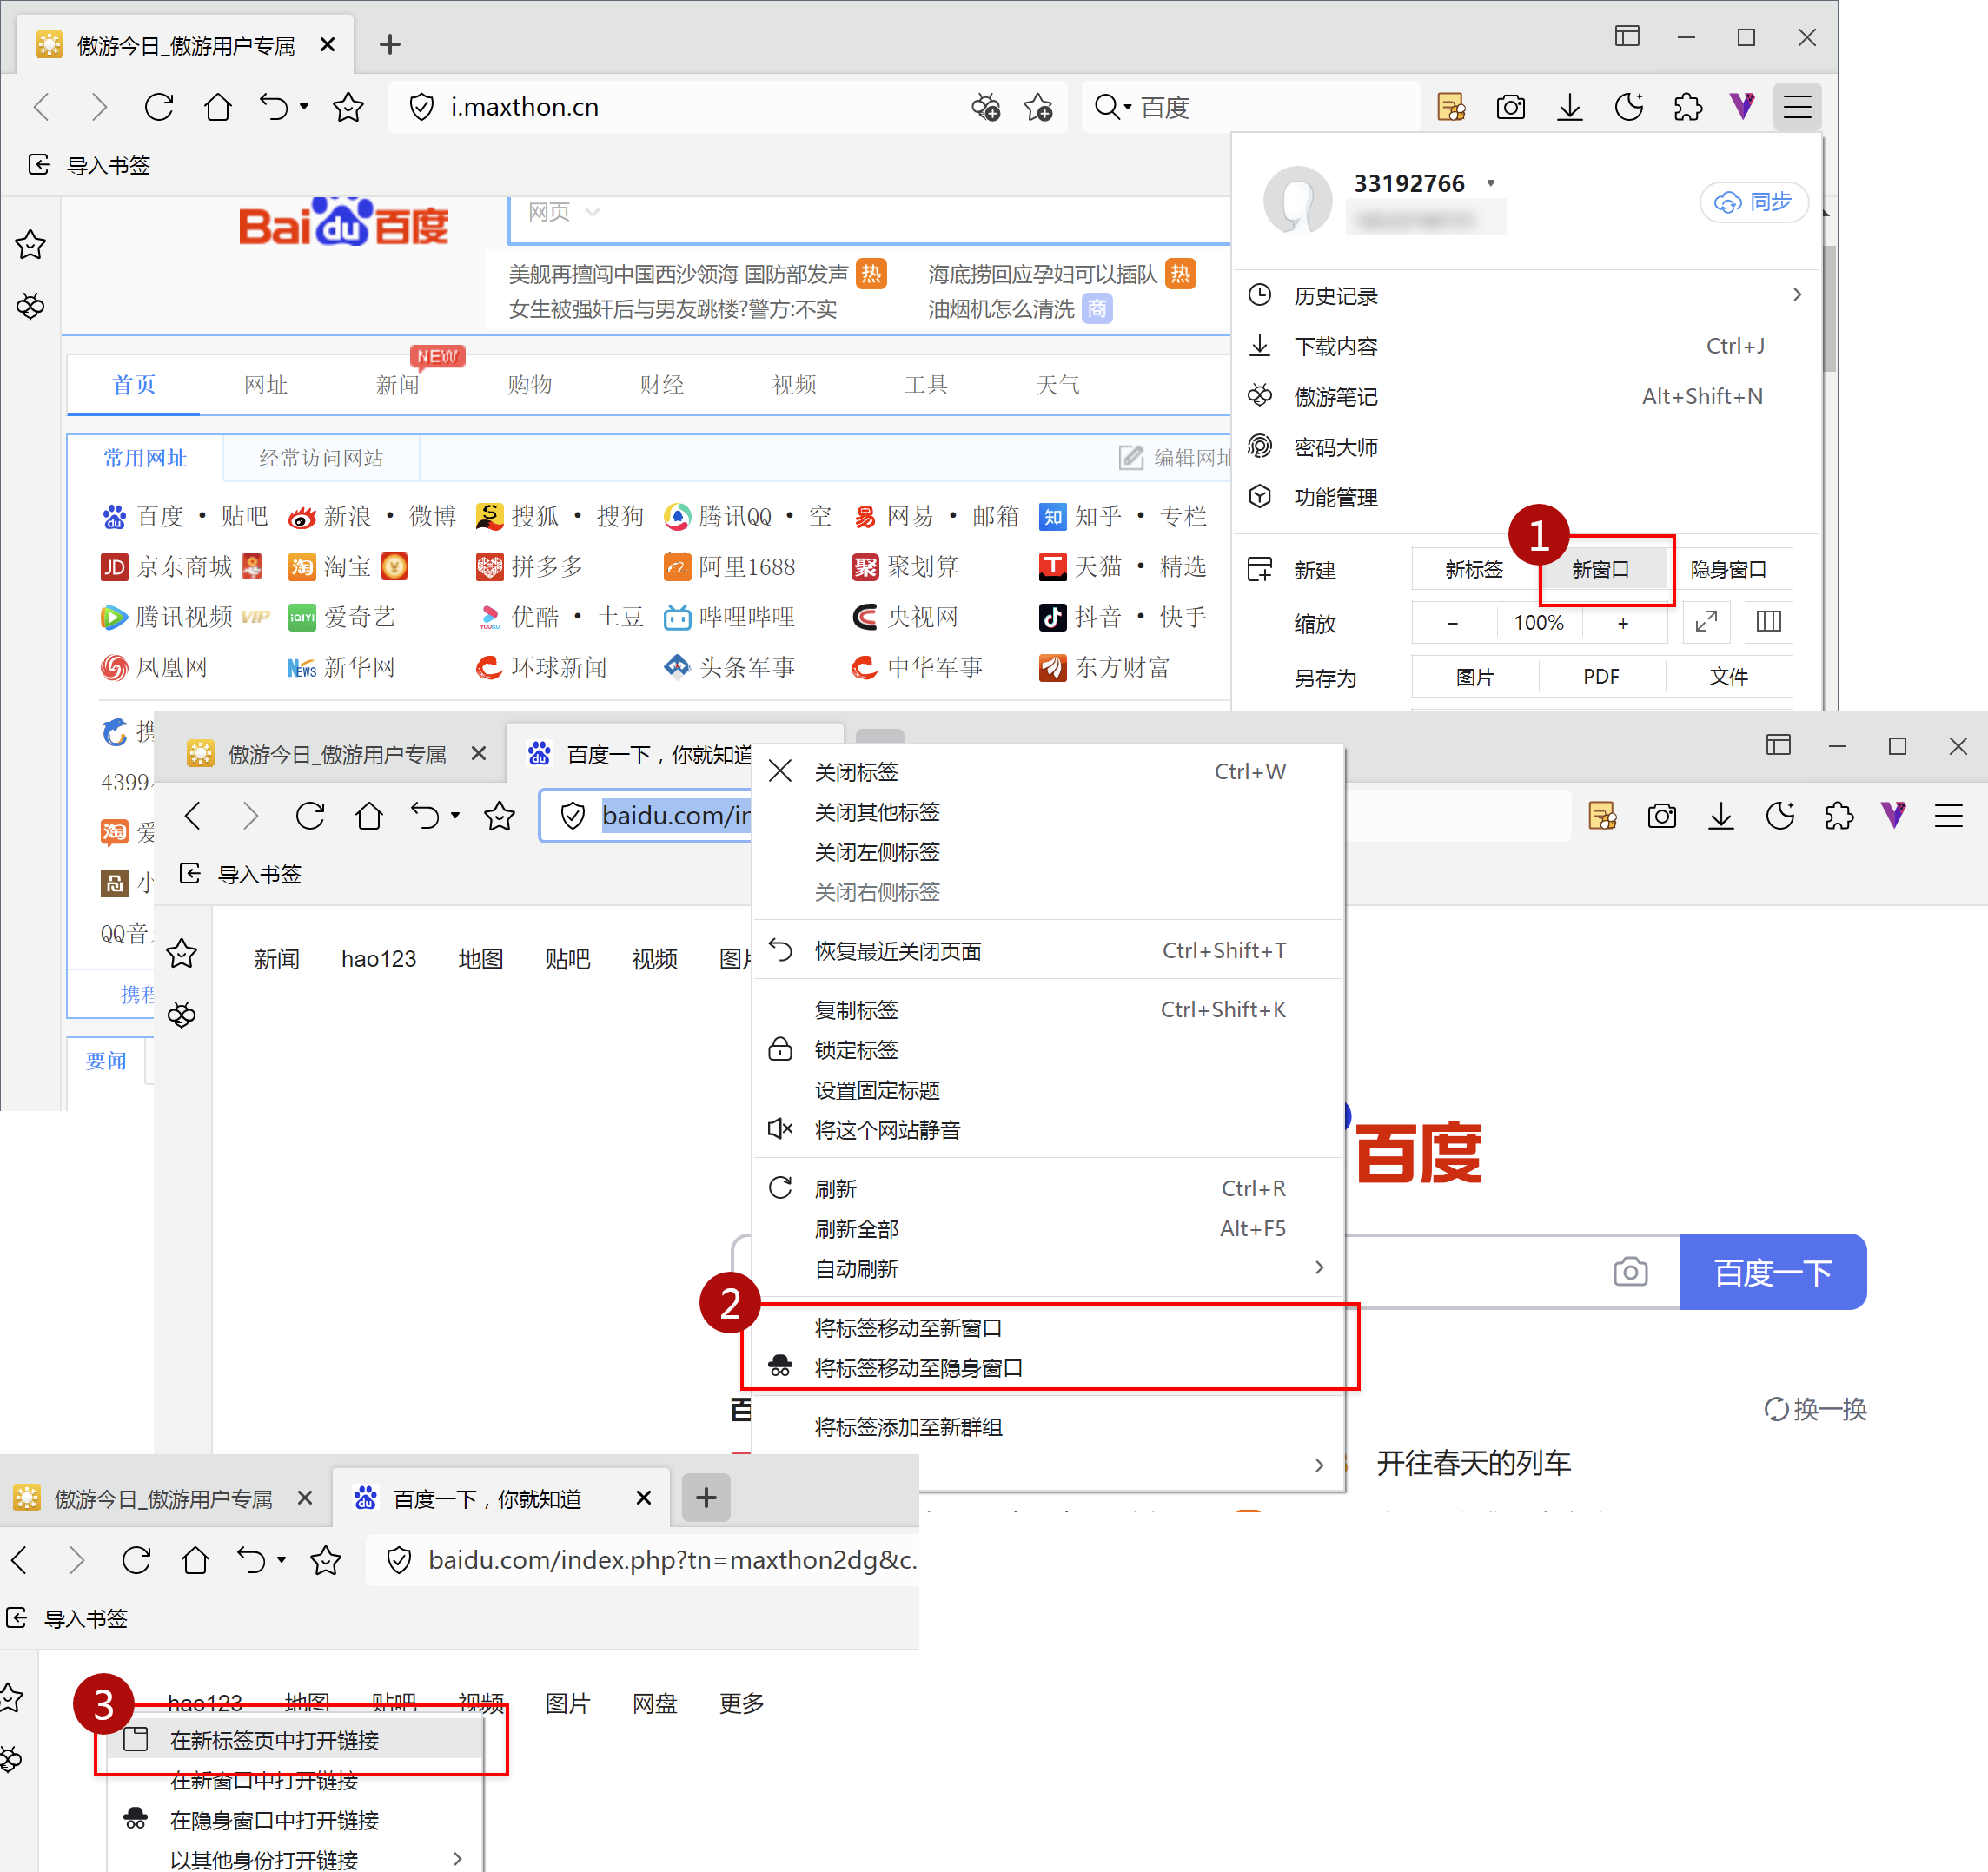 傲游今日_傲游用户专属
i.maxthon.cn
百度
导入书签
33192766
同步
Bai du 百度
网页
美舰再擅闯中国西沙领海 国防部发声 热
海底捞回应孕妇可以插队 热
女生被强奸后与男友跳楼?警方:不实
油烟机怎么清洗 商
NEW
首页 网址 新闻 购物 财经 视频 工具 天气
常用网址 经常访问网站 编辑网址
百度 • 贴吧 新浪 • 微博 搜狐 • 搜狗 腾讯QQ • 空 网易 • 邮箱 知 知乎 • 专栏
JD 京东商城 淘 淘宝 拼多多 阿里1688 聚 聚划算 天猫 • 精选
腾讯视频 VIP iQIYI 爱奇艺 YOUKU 优酷 • 土豆 哔哩哔哩 央视网 抖音 • 快手
凤凰网 NEWS 新华网 环球新闻 头条军事 中华军事 东方财富
携
4399
淘 爱
小
QQ音
携程
要闻
历史记录
下载内容 Ctrl+J
傲游笔记 Alt+Shift+N
密码大师
功能管理
1
新建 新标签 新窗口 隐身窗口
缩放 − 100% +
另存为 图片 PDF 文件
傲游今日_傲游用户专属
百度一下，你就知道
baidu.com/in
导入书签
新闻 hao123 地图 贴吧 视频 图片
关闭标签 Ctrl+W
关闭其他标签
关闭左侧标签
关闭右侧标签
恢复最近关闭页面 Ctrl+Shift+T
复制标签 Ctrl+Shift+K
锁定标签
设置固定标题
将这个网站静音
刷新 Ctrl+R
刷新全部 Alt+F5
自动刷新
2
将标签移动至新窗口
将标签移动至隐身窗口
将标签添加至新群组
百度
百度一下
百
换一换
开往春天的列车
傲游今日_傲游用户专属
百度一下，你就知道
baidu.com/index.php?tn=maxthon2dg&c.
导入书签
3
hao123 地图 贴吧 视频 图片 网盘 更多
在新标签页中打开链接
在新窗口中打开链接
在隐身窗口中打开链接
以其他身份打开链接